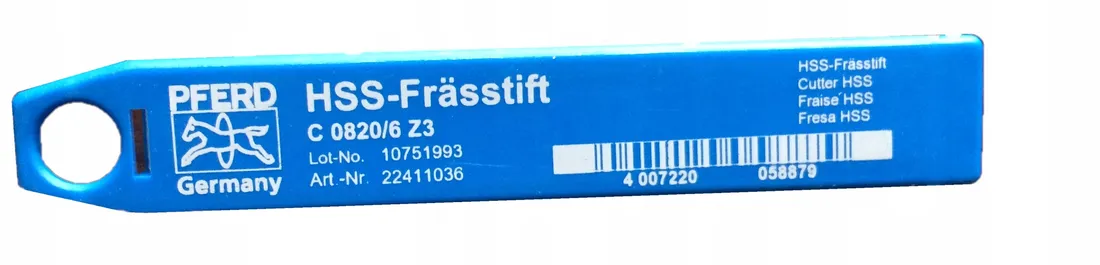 PFERD
Germany
HSS-Frässtift
C 0820/6 Z3
Lot-No. 10751993
Art.-Nr. 22411036
4 007220 058879
HSS-Frässtift
Cutter HSS
Fraise HSS
Fresa HSS